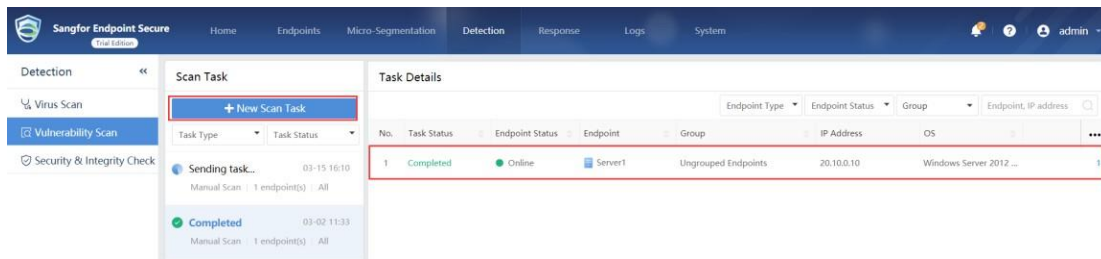 Sangfor Endpoint Secure
Trial Edition
Home Endpoints Micro-Segmentation Detection Response Logs System admin
Detection
Virus Scan
Vulnerability Scan
Security & Integrity Check
Scan Task
+ New Scan Task
Task Type Task Status
Sending task... 03-15 16:10
Manual Scan 1 endpoint(s) All
Completed 03-02 11:33
Manual Scan 1 endpoint(s) All
Task Details
Endpoint Type Endpoint Status Group Endpoint, IP address
No. Task Status Endpoint Status Endpoint Group IP Address OS
1 Completed Online Server1 Ungrouped Endpoints 20.10.0.10 Windows Server 2012 ... 1